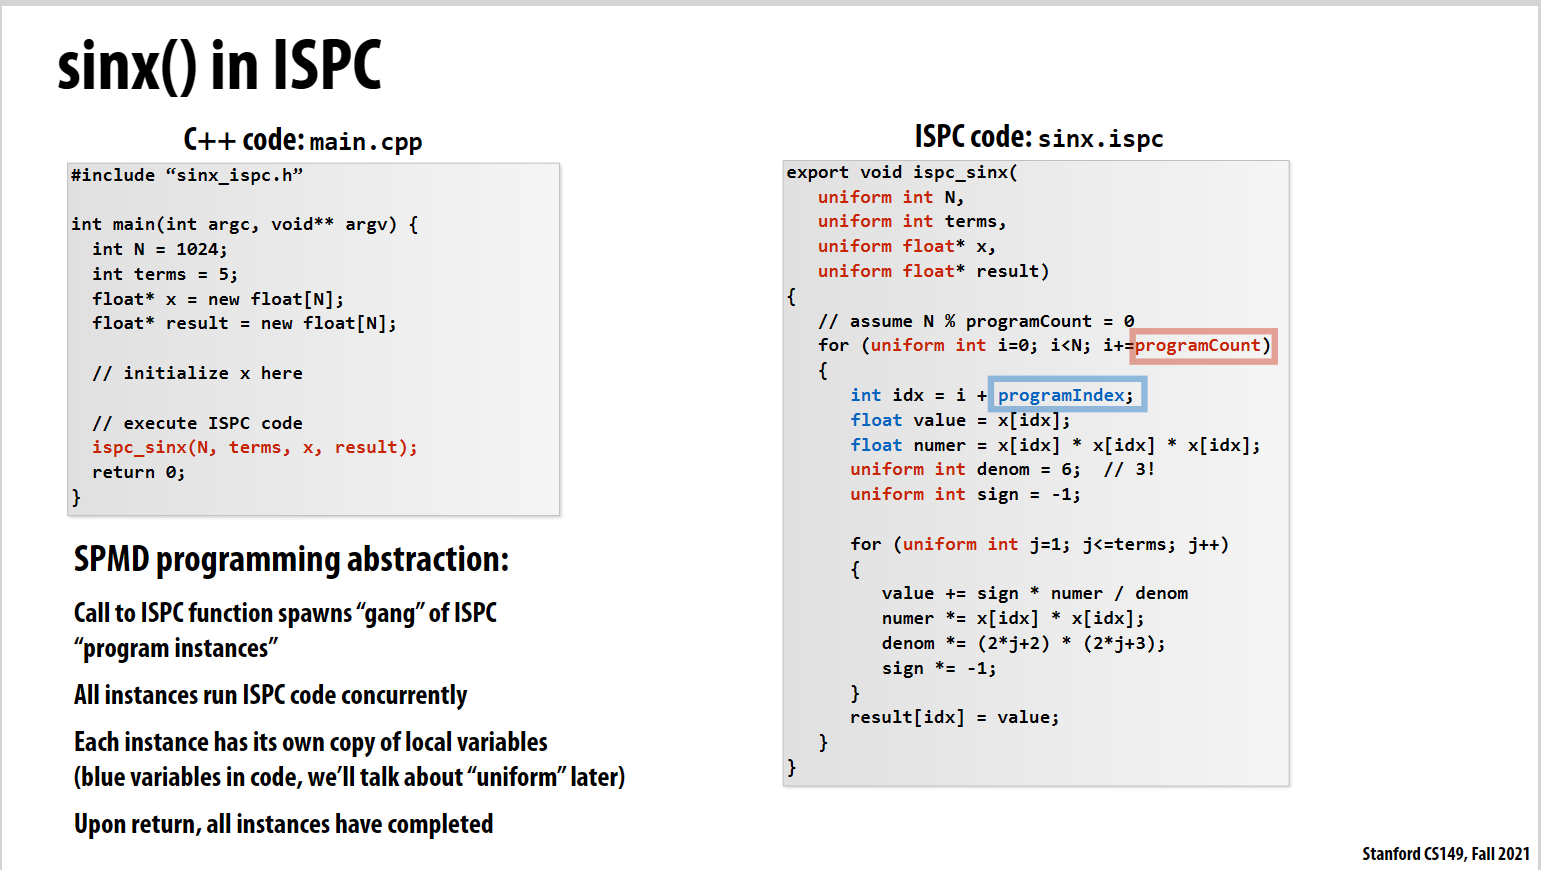 sinx() in ISPC
C++ code: main.cpp
#include “sinx_ispc.h”
int main(int argc, void** argv) {
  int N = 1024;
  int terms = 5;
  float* x = new float[N];
  float* result = new float[N];
  // initialize x here
  // execute ISPC code
  ispc_sinx(N, terms, x, result);
  return 0;
}
SPMD programming abstraction:
Call to ISPC function spawns “gang” of ISPC
“program instances”
All instances run ISPC code concurrently
Each instance has its own copy of local variables
(blue variables in code, we’ll talk about “uniform” later)
Upon return, all instances have completed
ISPC code: sinx.ispc
export void ispc_sinx(
   uniform int N,
   uniform int terms,
   uniform float* x,
   uniform float* result)
{
   // assume N % programCount = 0
   for (uniform int i=0; i<N; i+=programCount)
   {
      int idx = i + programIndex;
      float value = x[idx];
      float numer = x[idx] * x[idx] * x[idx];
      uniform int denom = 6;  // 3!
      uniform int sign = -1;
      for (uniform int j=1; j<=terms; j++)
      {
         value += sign * numer / denom
         numer *= x[idx] * x[idx];
         denom *= (2*j+2) * (2*j+3);
         sign *= -1;
      }
      result[idx] = value;
   }
}
Stanford CS149, Fall 2021